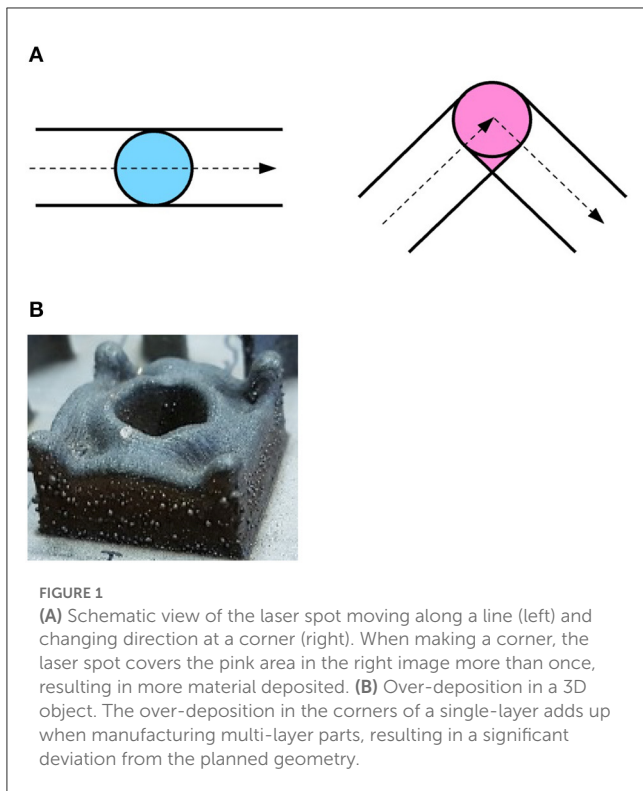 A
B
FIGURE 1
(A) Schematic view of the laser spot moving along a line (left) and
changing direction at a corner (right). When making a corner, the
laser spot covers the pink area in the right image more than once,
resulting in more material deposited. (B) Over-deposition in a 3D
object. The over-deposition in the corners of a single-layer adds up
when manufacturing multi-layer parts, resulting in a significant
deviation from the planned geometry.